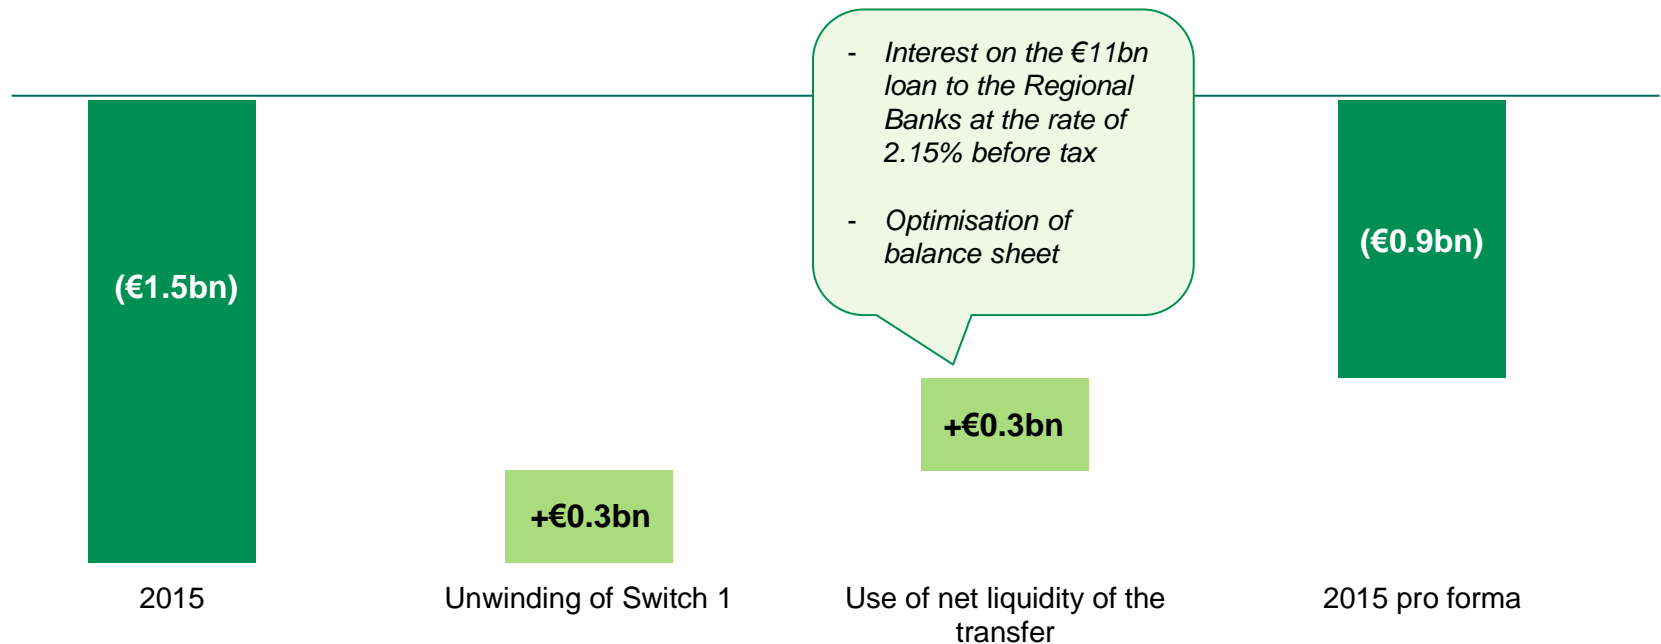 - Interest on the €11bn
loan to the Regional
Banks at the rate of
2.15% before tax
- Optimisation of
balance sheet
(€1.5bn)
(€0.9bn)
+€0.3bn
+€0.3bn
2015
Unwinding of Switch 1
Use of net liquidity of the
transfer
2015 pro forma